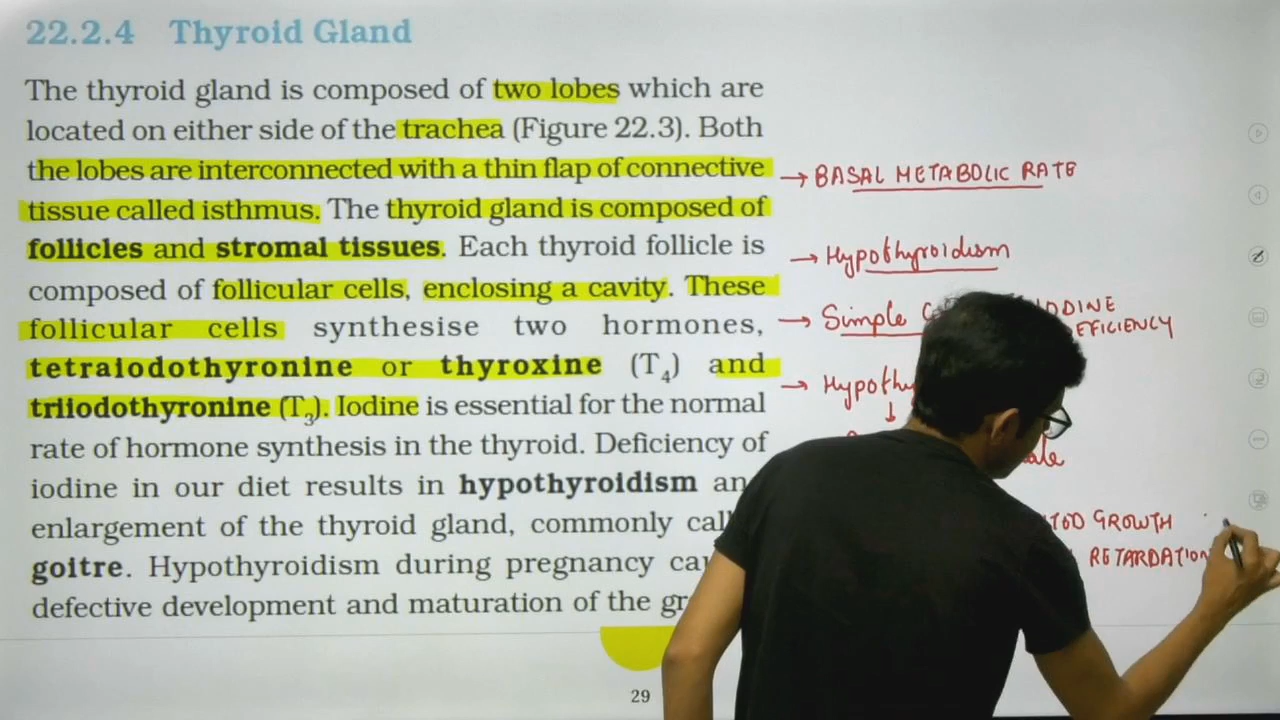 22.2.4 Thyroid Gland
The thyroid gland is composed of two lobes which are
located on either side of the trachea (Figure 22.3). Both
the lobes are interconnected with a thin flap of connective
tissue called isthmus. The thyroid gland is composed of
follicles and stromal tissues. Each thyroid follicle is
composed of follicular cells, enclosing a cavity. These
follicular cells synthesise two hormones,
tetraiodothyronine or thyroxine (T4) and
triiodothyronine (T3). Iodine is essential for the normal
rate of hormone synthesis in the thyroid. Deficiency of
iodine in our diet results in hypothyroidism an
enlargement of the thyroid gland, commonly call
goitre. Hypothyroidism during pregnancy ca
defective development and maturation of the gr
29
→ BASAL METABOLIC RATE
→ Hypothyroidism
→ Simple
EFICIENCY
→ Hypothy
↓
GROWTH
RETARDATION